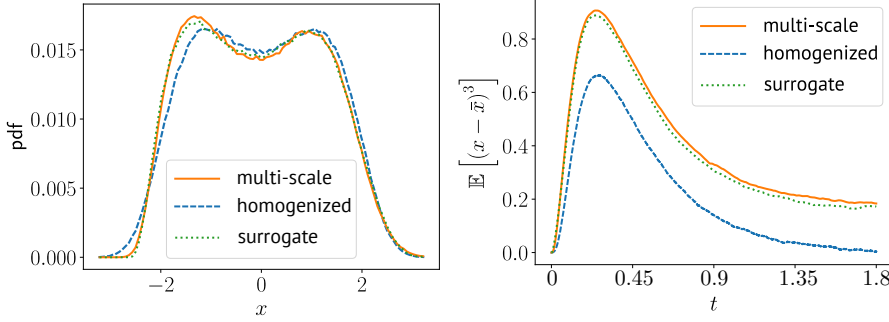 0.015
0.010
0.005
0.000
pdf
multi-scale
homogenized
surrogate
−2 0 2
x
0.8
0.6
0.4
0.2
0.0
𝔼[(x − x̄)³]
multi-scale
homogenized
surrogate
0 0.45 0.9 1.35 1.8
t